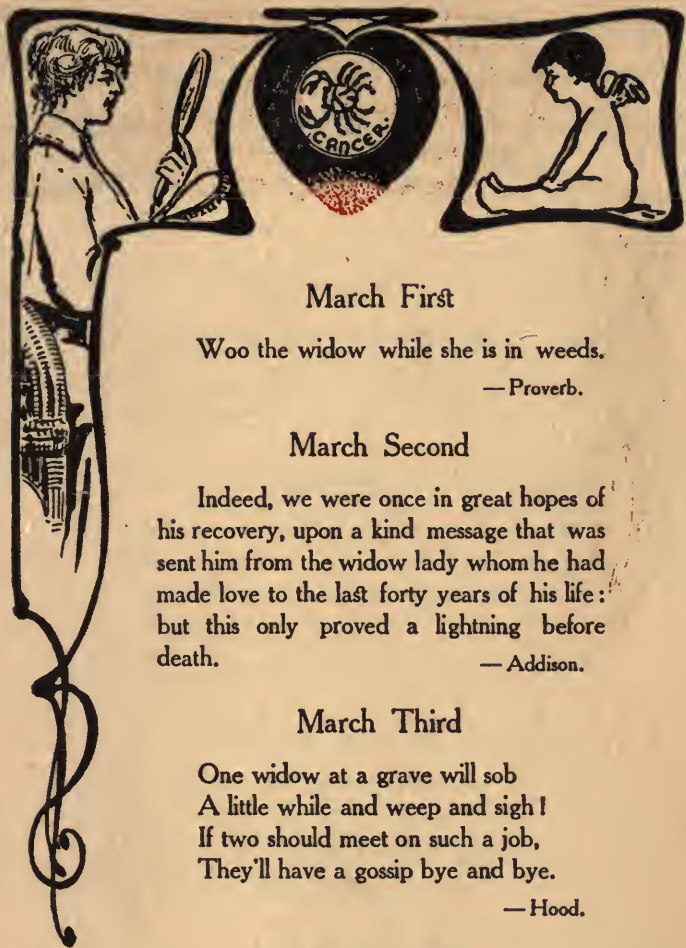 CANCER.
March First
Woo the widow while she is in weeds.
—Proverb.
March Second
Indeed, we were once in great hopes of
his recovery, upon a kind message that was
sent him from the widow lady whom he had
made love to the last forty years of his life :
but this only proved a lightning before
death. —Addison.
March Third
One widow at a grave will sob
A little while and weep and sigh !
If two should meet on such a job,
They'll have a gossip bye and bye.
—Hood.